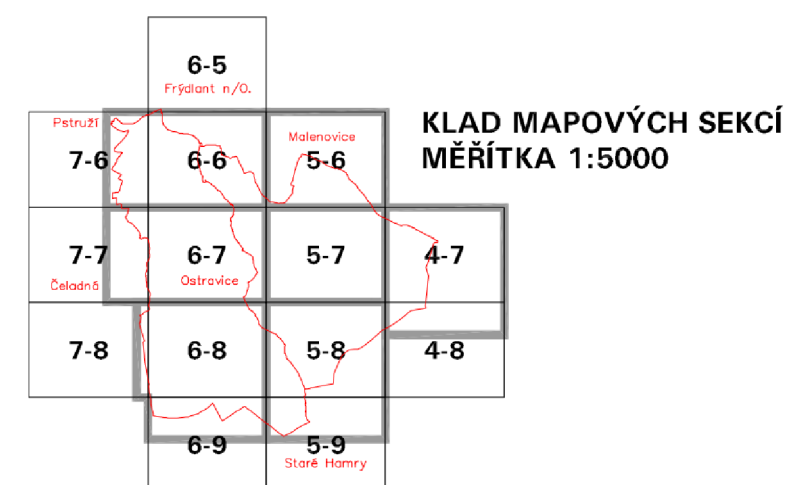 6-5
Frýdlant n/O.
Pstruží
Malenovice
7-6
6-6
5-6
KLAD MAPOVÝCH SEKCÍ
MĚŘÍTKA 1:5000
7-7
6-7
5-7
4-7
Čeladná
Ostravice
7-8
6-8
5-8
4-8
6-9
5-9
Staré Hamry